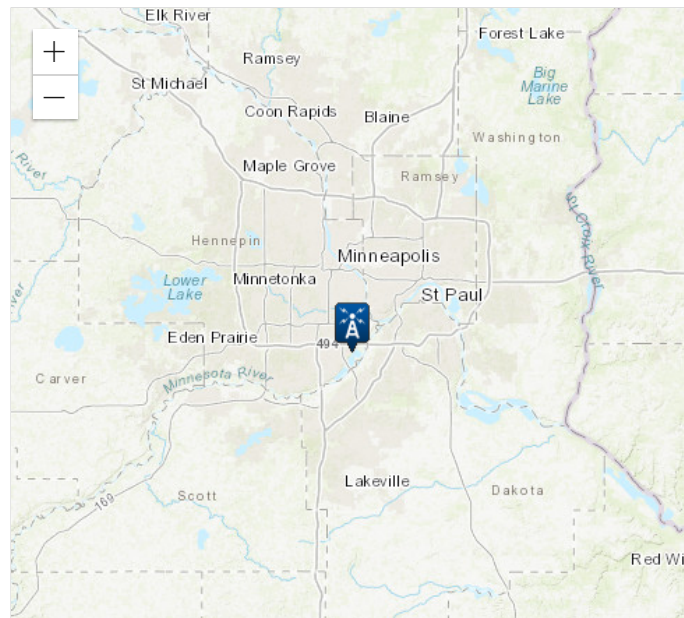 Elk River
Forest Lake
Ramsey
Big
Marine
Lake
+
−
St Michael
Coon Rapids
Blaine
Washington
River
Maple Grove
Ramsey
St Croix River
Hennepin
Minneapolis
Lower
Lake
Minnetonka
St Paul
Eden Prairie
494
Carver
Minnesota River
Lakeville
169
Scott
Dakota
Red Wi